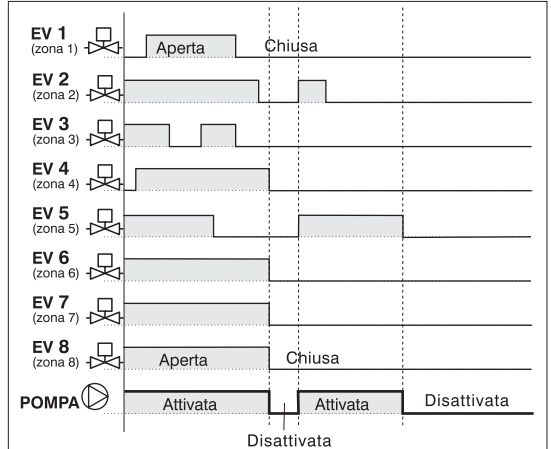 EV 1
(zona 1)
Aperta
Chiusa
EV 2
(zona 2)
EV 3
(zona 3)
EV 4
(zona 4)
EV 5
(zona 5)
EV 6
(zona 6)
EV 7
(zona 7)
EV 8
(zona 8)
Aperta
Chiusa
POMPA
Attivata
Attivata
Disattivata
Disattivata